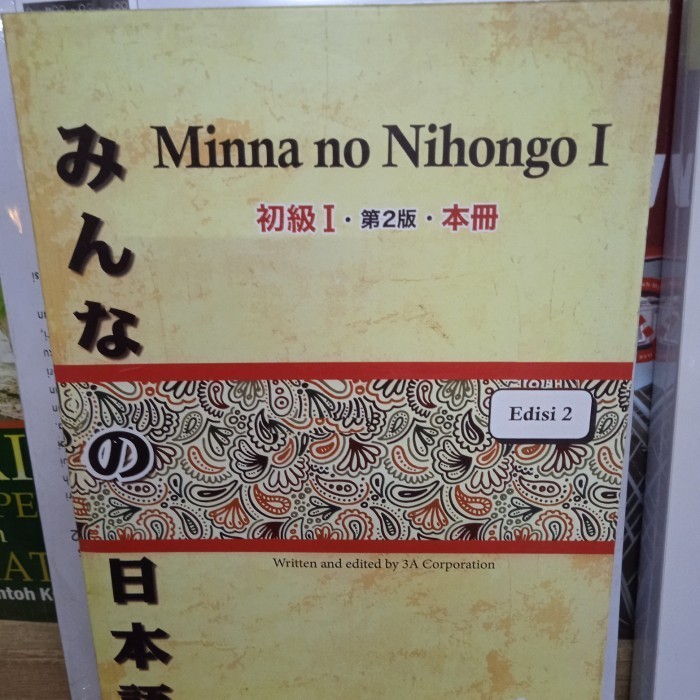 みんなの日本語
Minna no Nihongo I
初級 I・第2版・本冊
Edisi 2
Written and edited by 3A Corporation